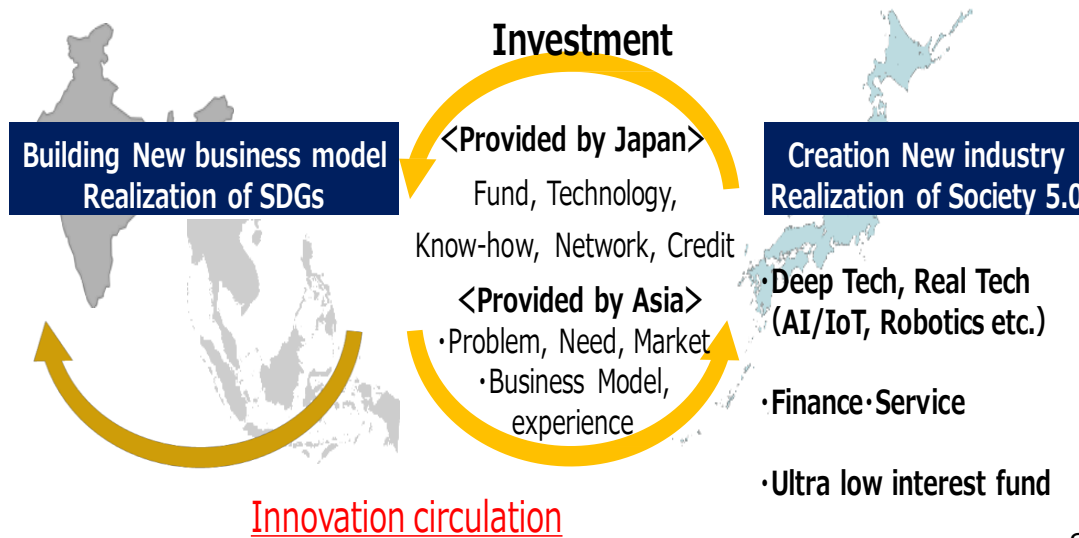 Investment
Building New business model
Realization of SDGs
<Provided by Japan>
Fund, Technology,
Know-how, Network, Credit
<Provided by Asia>
・Problem, Need, Market
・Business Model,
experience
Creation New industry
Realization of Society 5.0
・Deep Tech, Real Tech
(AI/IoT, Robotics etc.)
・Finance・Service
・Ultra low interest fund
Innovation circulation